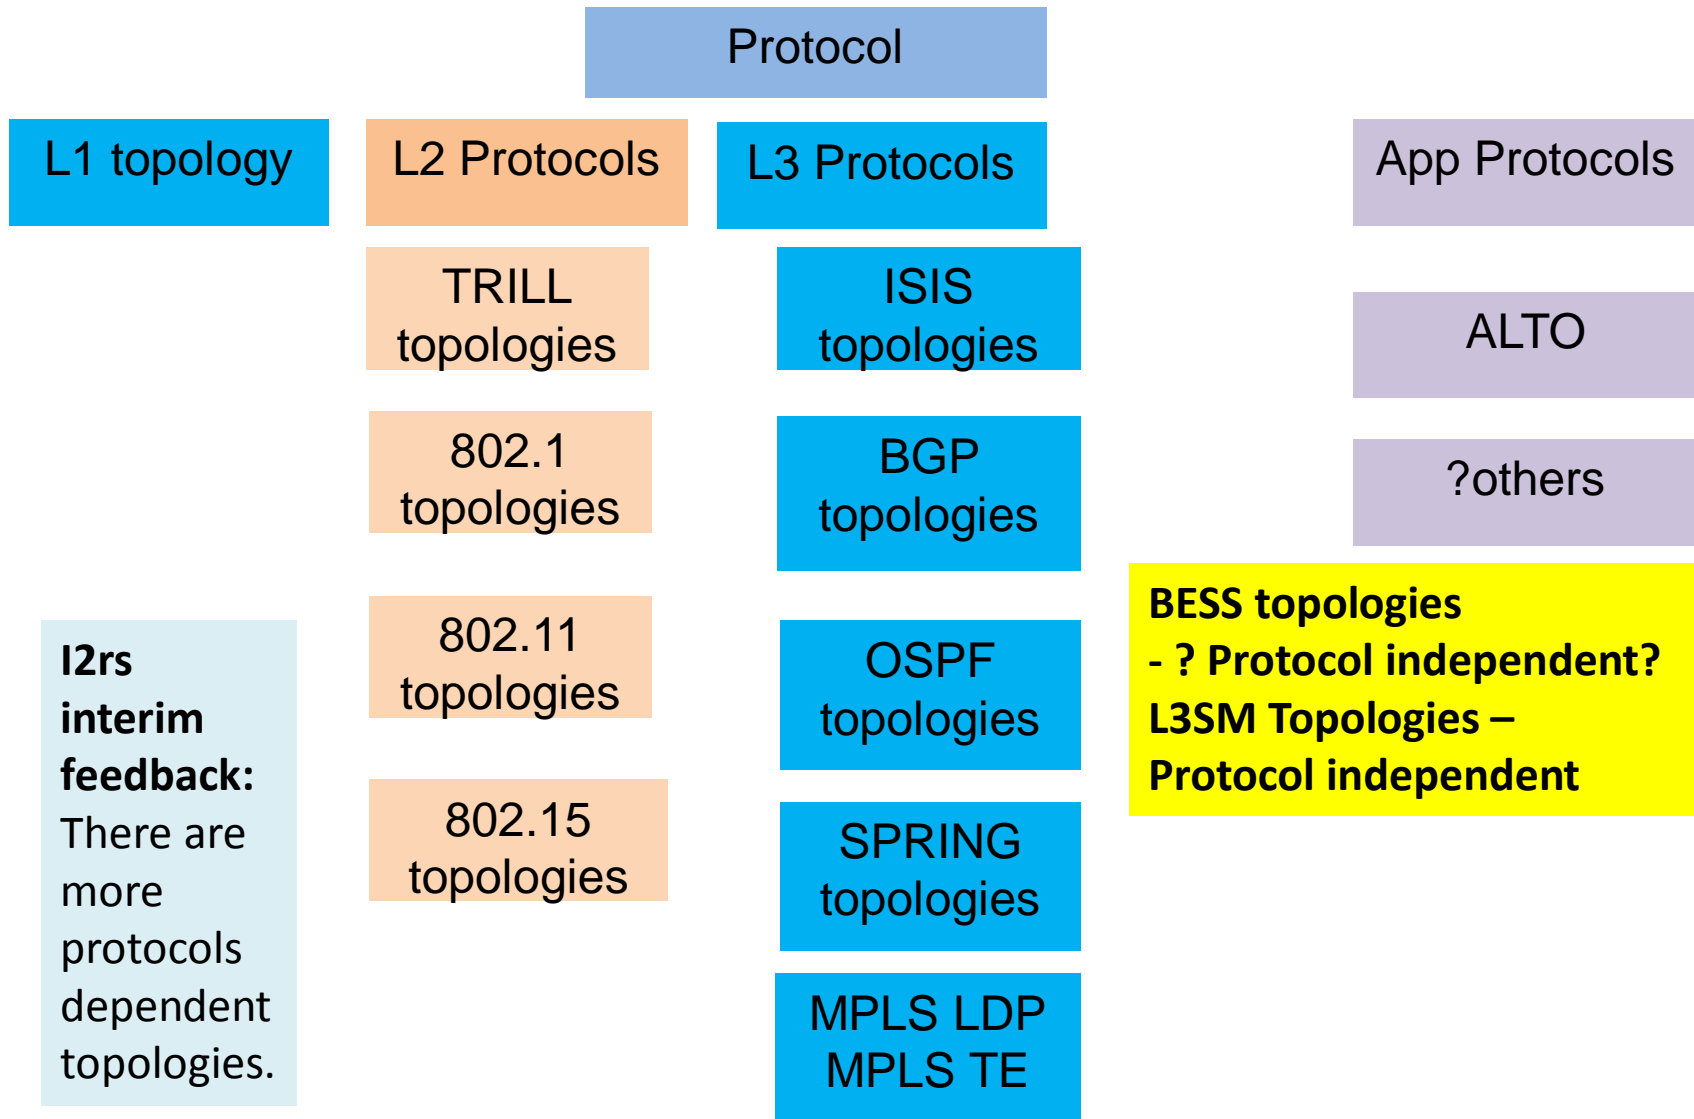 Protocol
L1 topology
L2 Protocols
L3 Protocols
App Protocols
TRILL
topologies
802.1
topologies
802.11
topologies
802.15
topologies
ISIS
topologies
BGP
topologies
OSPF
topologies
SPRING
topologies
MPLS LDP
MPLS TE
ALTO
?others
BESS topologies
- ? Protocol independent?
L3SM Topologies –
Protocol independent
I2rs
interim
feedback:
There are
more
protocols
dependent
topologies.